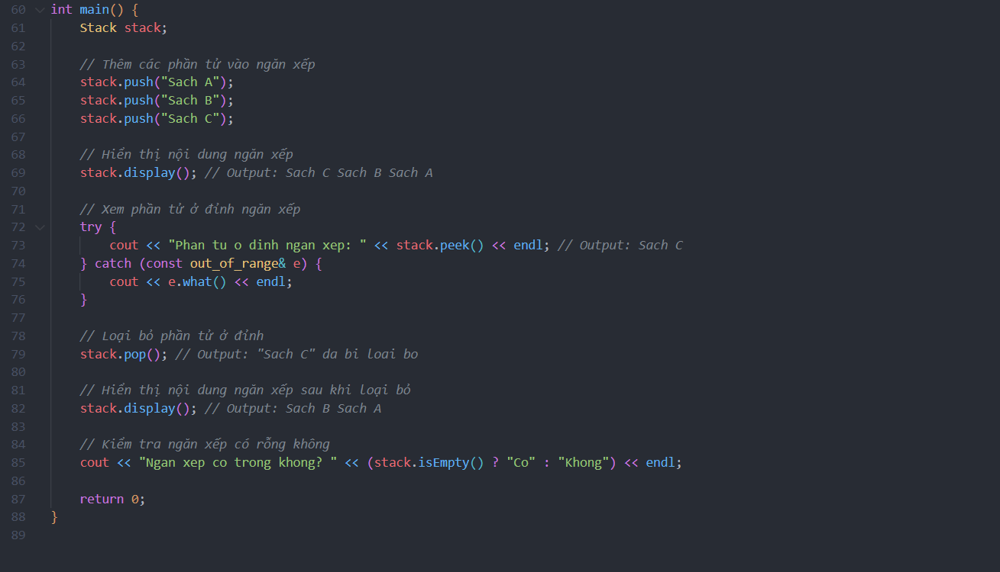 60 int main() {
61 Stack stack;
62
63 // Thêm các phần tử vào ngăn xếp
64 stack.push("Sach A");
65 stack.push("Sach B");
66 stack.push("Sach C");
67
68 // Hiển thị nội dung ngăn xếp
69 stack.display(); // Output: Sach C Sach B Sach A
70
71 // Xem phần tử ở đỉnh ngăn xếp
72 try {
73 cout << "Phan tu o dinh ngan xep: " << stack.peek() << endl; // Output: Sach C
74 } catch (const out_of_range& e) {
75 cout << e.what() << endl;
76 }
77
78 // Loại bỏ phần tử ở đỉnh
79 stack.pop(); // Output: "Sach C" da bi loai bo
80
81 // Hiển thị nội dung ngăn xếp sau khi loại bỏ
82 stack.display(); // Output: Sach B Sach A
83
84 // Kiểm tra ngăn xếp có rỗng không
85 cout << "Ngan xep co trong khong? " << (stack.isEmpty() ? "Co" : "Khong") << endl;
86
87 return 0;
88 }
89